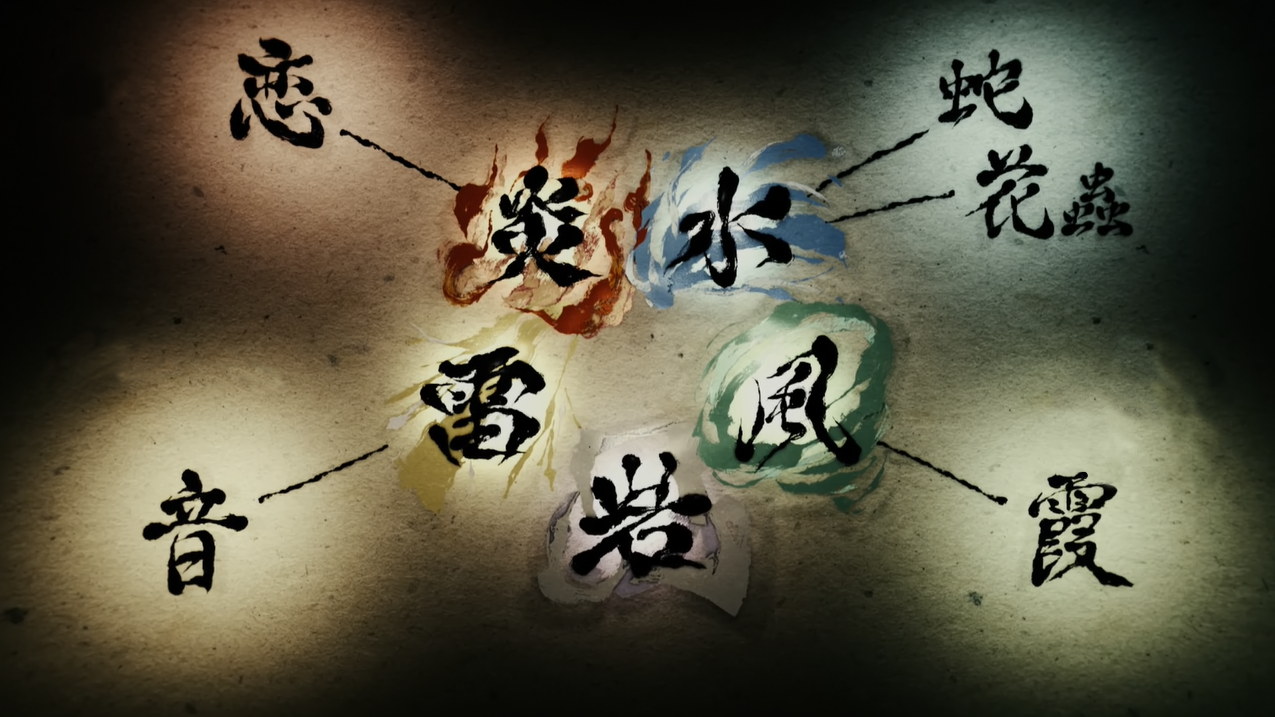 恋
蛇
花 蟲
炎 水
雷 風
音 岩 霞